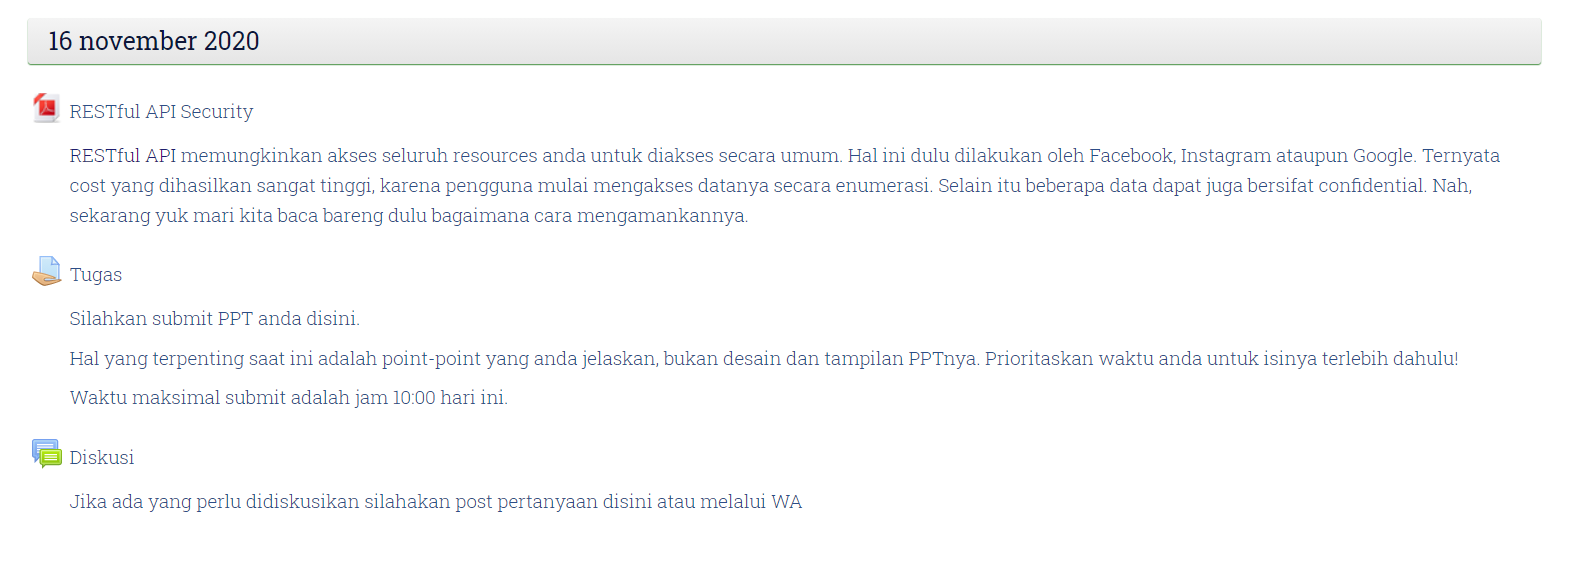 16 november 2020
RESTful API Security
RESTful API memungkinkan akses seluruh resources anda untuk diakses secara umum. Hal ini dulu dilakukan oleh Facebook, Instagram ataupun Google. Ternyata
cost yang dihasilkan sangat tinggi, karena pengguna mulai mengakses datanya secara enumerasi. Selain itu beberapa data dapat juga bersifat confidential. Nah,
sekarang yuk mari kita baca bareng dulu bagaimana cara mengamankannya.
Tugas
Silahkan submit PPT anda disini.
Hal yang terpenting saat ini adalah point-point yang anda jelaskan, bukan desain dan tampilan PPTnya. Prioritaskan waktu anda untuk isinya terlebih dahulu!
Waktu maksimal submit adalah jam 10:00 hari ini.
Diskusi
Jika ada yang perlu didiskusikan silahakan post pertanyaan disini atau melalui WA